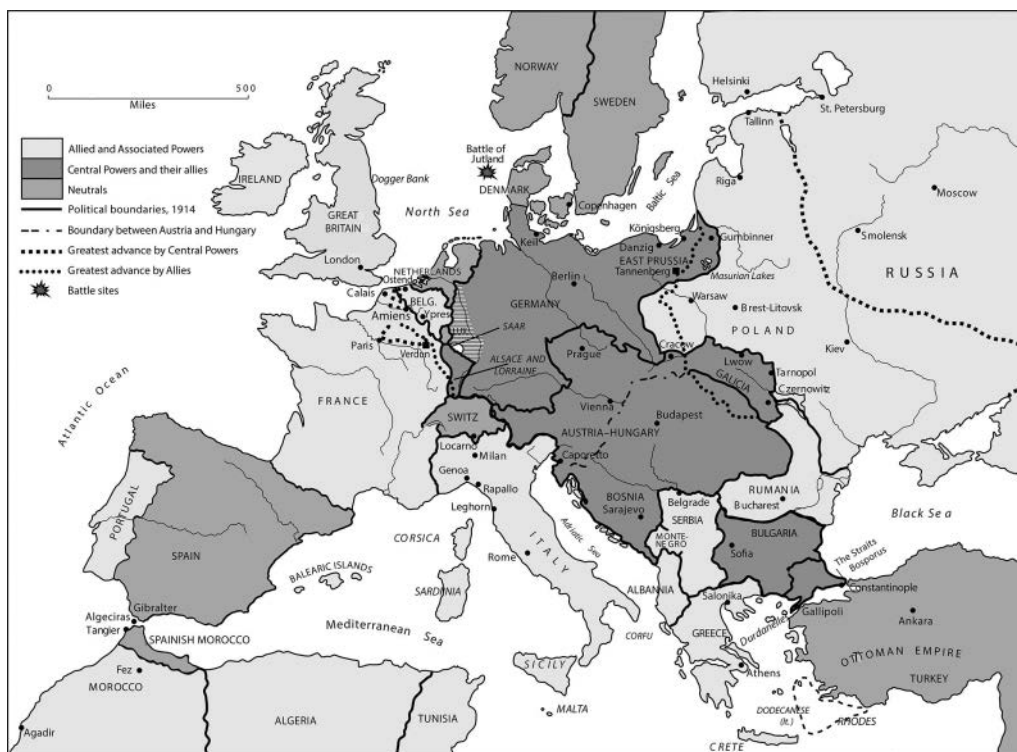 0 500
Miles
Allied and Associated Powers
Central Powers and their allies
Neutrals
Political boundaries, 1914
Boundary between Austria and Hungary
Greatest advance by Central Powers
Greatest advance by Allies
Battle sites
NORWAY
SWEDEN
Helsinki
St. Petersburg
Tallinn
Battle of
Jutland
IRELAND
Dogger Bank
DENMARK
Baltic Sea
Riga
Moscow
Copenhagen
North Sea
GREAT
BRITAIN
Königsberg
Smolensk
Keil
Danzig
Gumbinner
London
NETHERLANDS
EAST PRUSSIA
Tannenberg
Masurian Lakes
RUSSIA
Ostend
Berlin
Calais
BELG.
GERMANY
Warsaw
Brest-Litovsk
Ypres
Amiens
LUX.
SAAR
POLAND
Paris
Verdun
Prague
Cracow
Kiev
Lwow
ALSACE AND
LORRAINE
Tarnopol
GALICIA
Czernowitz
Atlantic Ocean
FRANCE
Vienna
Budapest
SWITZ
AUSTRIA–HUNGARY
Locarno
Milan
Caporetto
Genoa
Rapallo
RUMANIA
Bucharest
BOSNIA
Sarajevo
Belgrade
Leghorn
SERBIA
Black Sea
PORTUGAL
CORSICA
Adriatic Sea
MONTE-
NEGRO
BULGARIA
Sofia
SPAIN
ITALY
Rome
The Straits
Bosporus
BALEARIC ISLANDS
SARDINIA
ALBANNIA
Salonika
Constantinople
Gibralter
Algeciras
Tangier
Gallipoli
Ankara
Durdanelles
Mediterranean Sea
CORFU
GREECE
SPAINISH MOROCCO
OTTOMAN EMPIRE
Fez
SICILY
Athens
MOROCCO
TURKEY
ALGERIA
TUNISIA
MALTA
DODECANESE
(It.)
RHODES
Agadir
CRETE